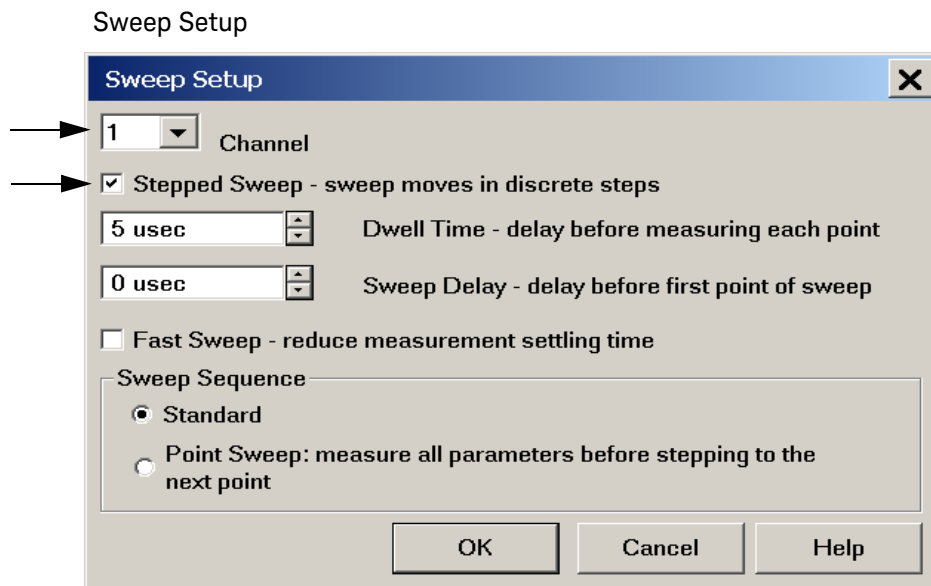 Sweep Setup
Sweep Setup
1
Channel
Stepped Sweep - sweep moves in discrete steps
5 usec
Dwell Time - delay before measuring each point
0 usec
Sweep Delay - delay before first point of sweep
Fast Sweep - reduce measurement settling time
Sweep Sequence
Standard
Point Sweep: measure all parameters before stepping to the
next point
OK
Cancel
Help